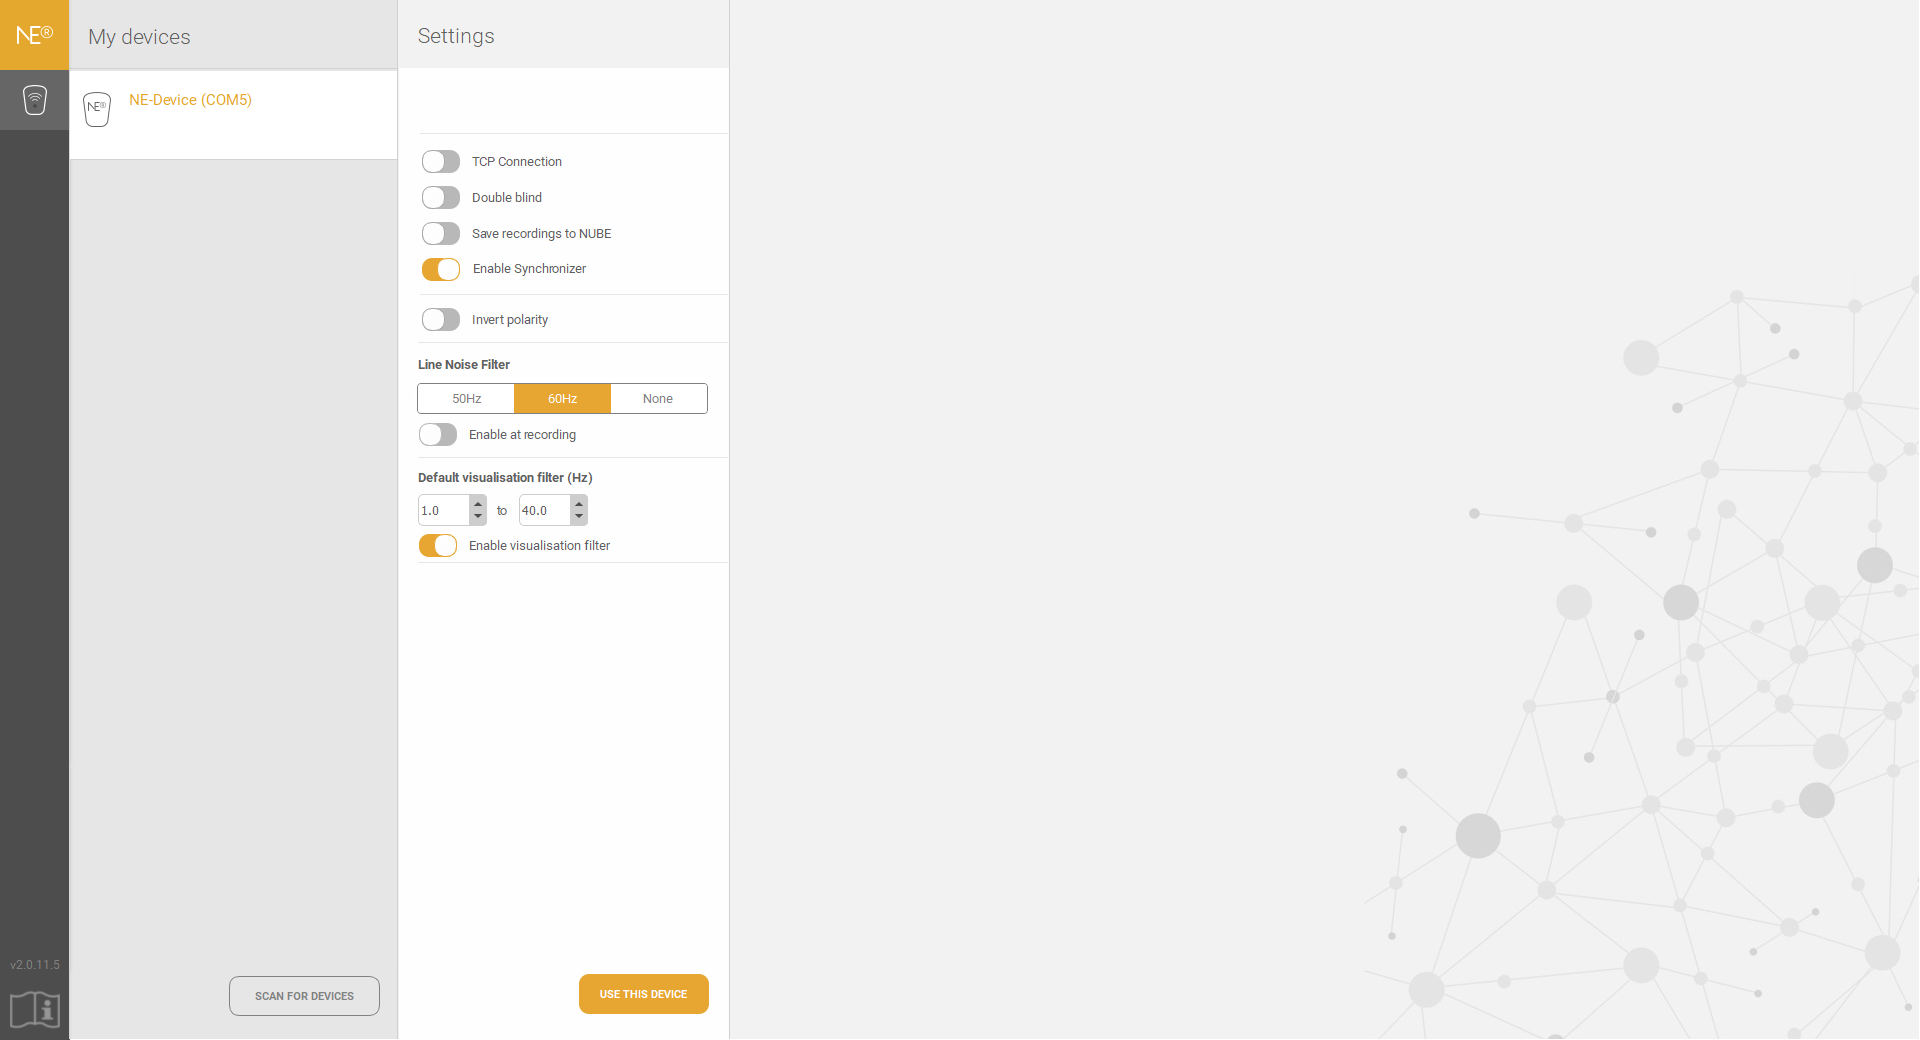 NE®
My devices
Settings
NE®
NE-Device (COM5)
TCP Connection
Double blind
Save recordings to NUBE
Enable Synchronizer
Invert polarity
Line Noise Filter
50Hz 60Hz None
Enable at recording
Default visualisation filter (Hz)
1.0 to 40.0
Enable visualisation filter
v2.0.11.5
SCAN FOR DEVICES
USE THIS DEVICE
i